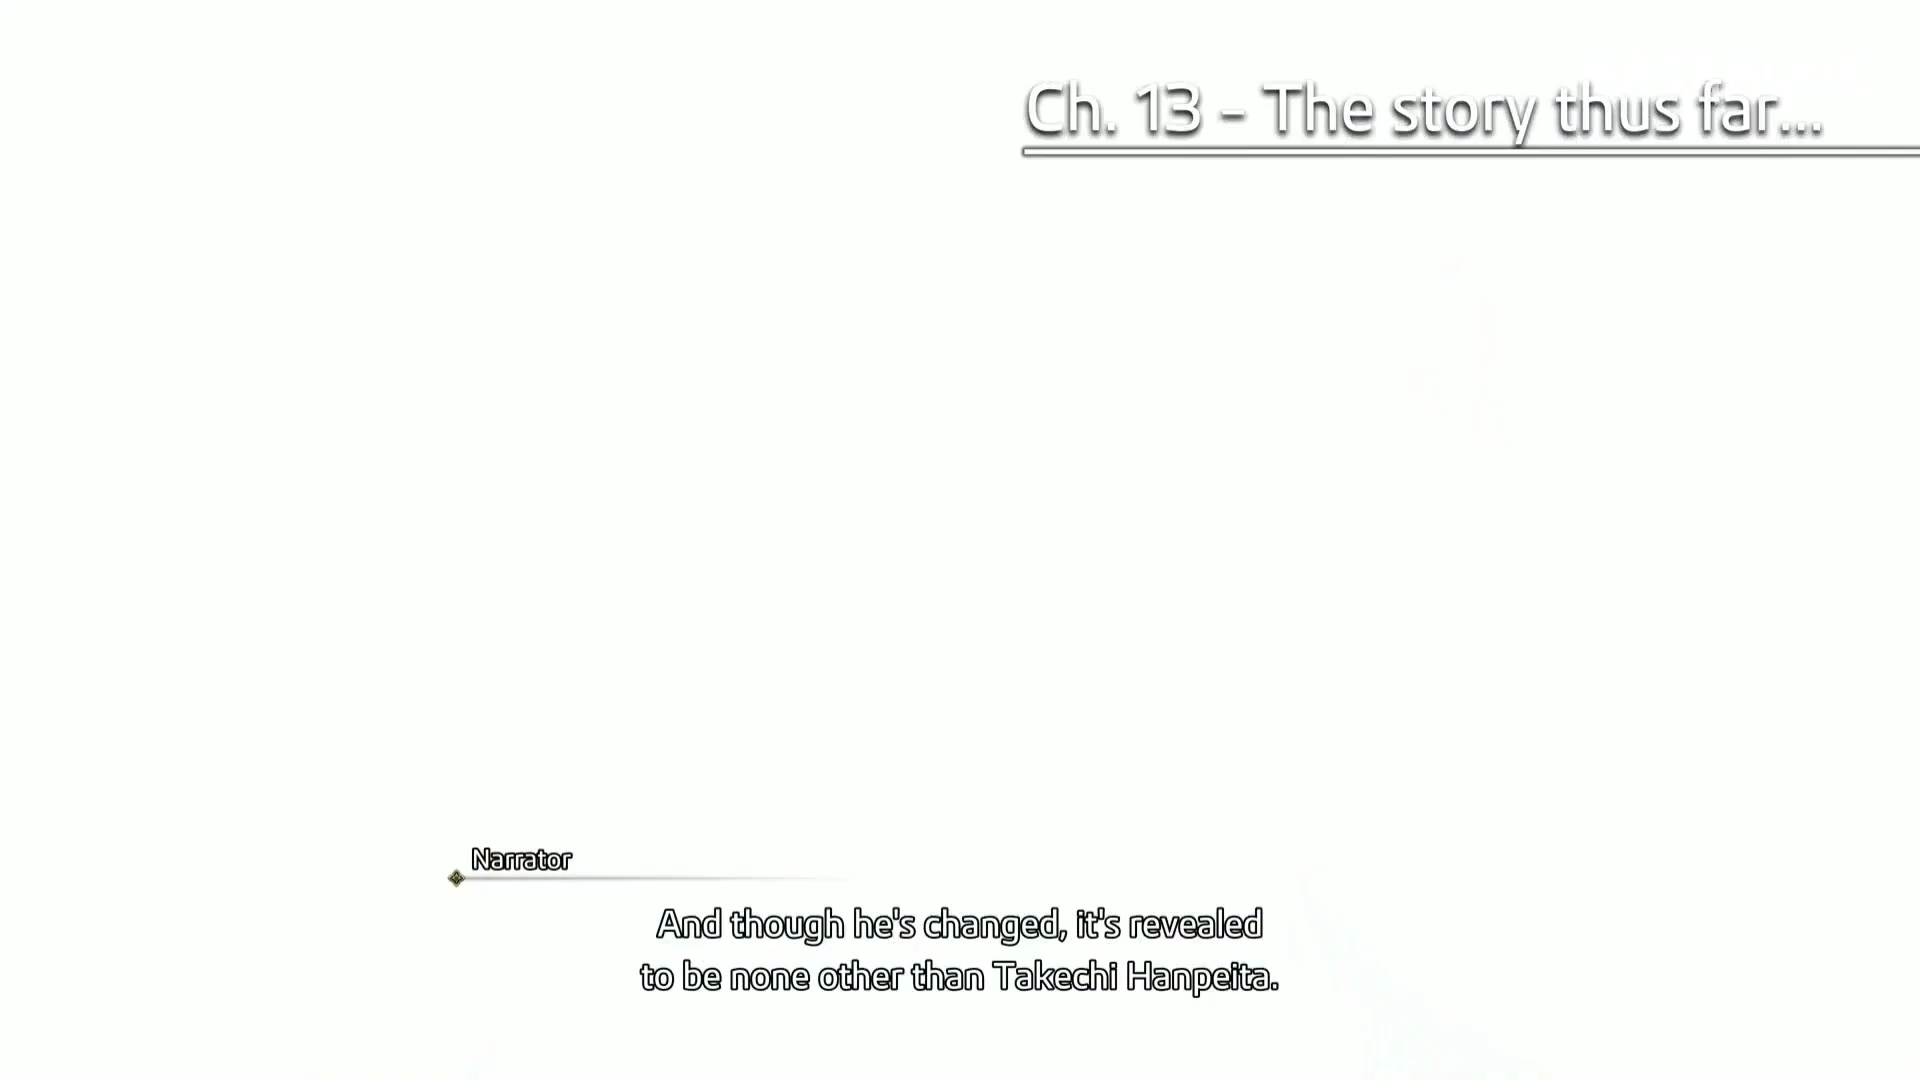 Ch. 13 - The story thus far...
Narrator
And though he's changed, it's revealed
to be none other than Takechi Hanpeita.